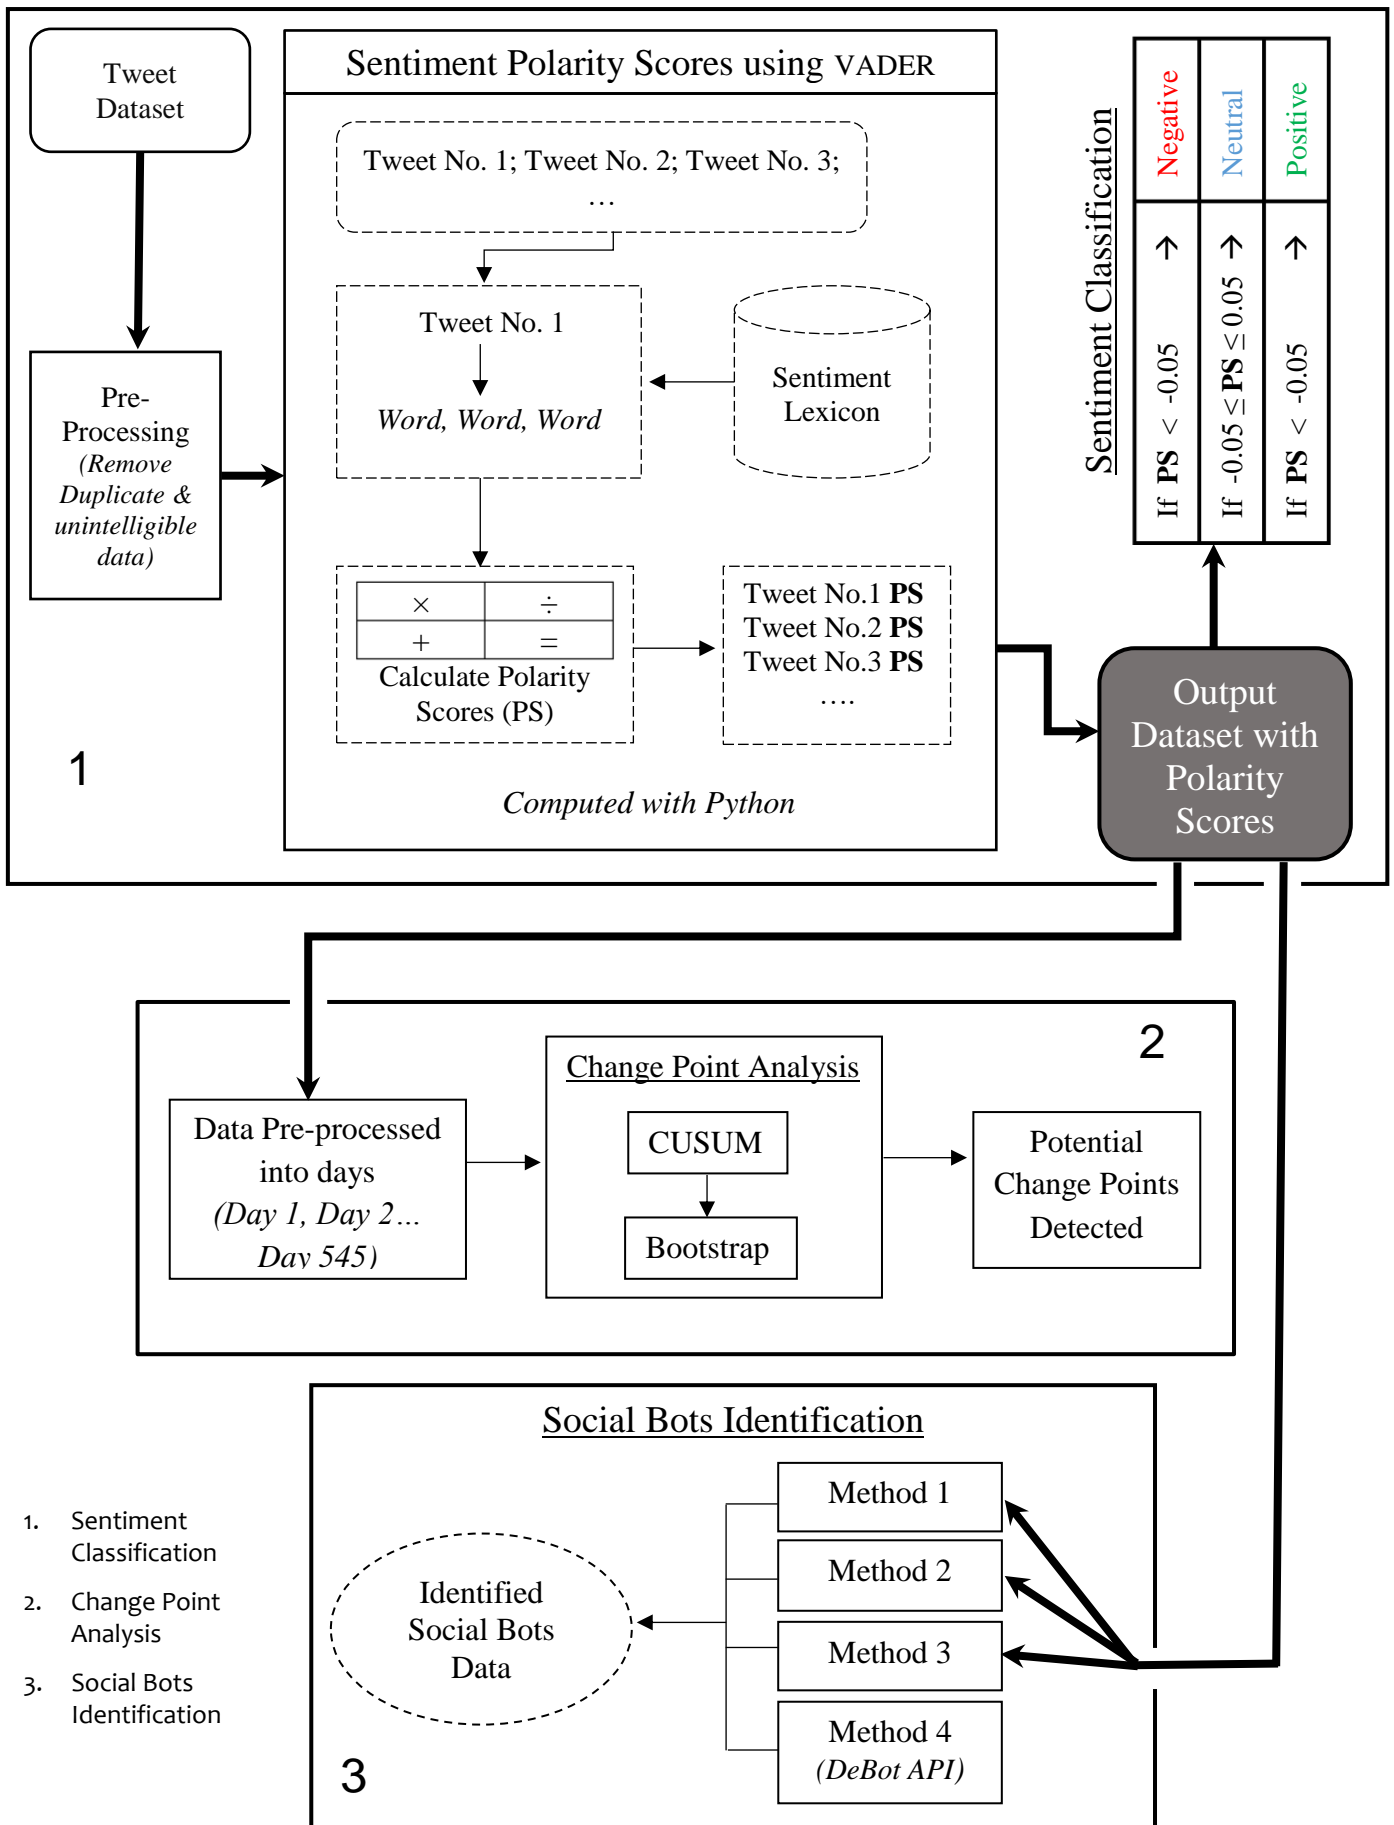 Tweet
Dataset
Pre-
Processing
(Remove
Duplicate &
unintelligible
data)
1
Sentiment Polarity Scores using VADER
Tweet No. 1; Tweet No. 2; Tweet No. 3;
…
Tweet No. 1
Word, Word, Word
Sentiment
Lexicon
×
÷
+
=
Calculate Polarity
Scores (PS)
Tweet No.1 PS
Tweet No.2 PS
Tweet No.3 PS
….
Computed with Python
Sentiment Classification
If PS < -0.05 → Negative
If -0.05 ≤ PS ≤ 0.05 → Neutral
If PS < -0.05 → Positive
Output
Dataset with
Polarity
Scores
2
Data Pre-processed
into days
(Day 1, Day 2…
Day 545)
Change Point Analysis
CUSUM
Bootstrap
Potential
Change Points
Detected
Social Bots Identification
Method 1
Method 2
Method 3
Method 4
(DeBot API)
Identified
Social Bots
Data
3
1. Sentiment
Classification
2. Change Point
Analysis
3. Social Bots
Identification